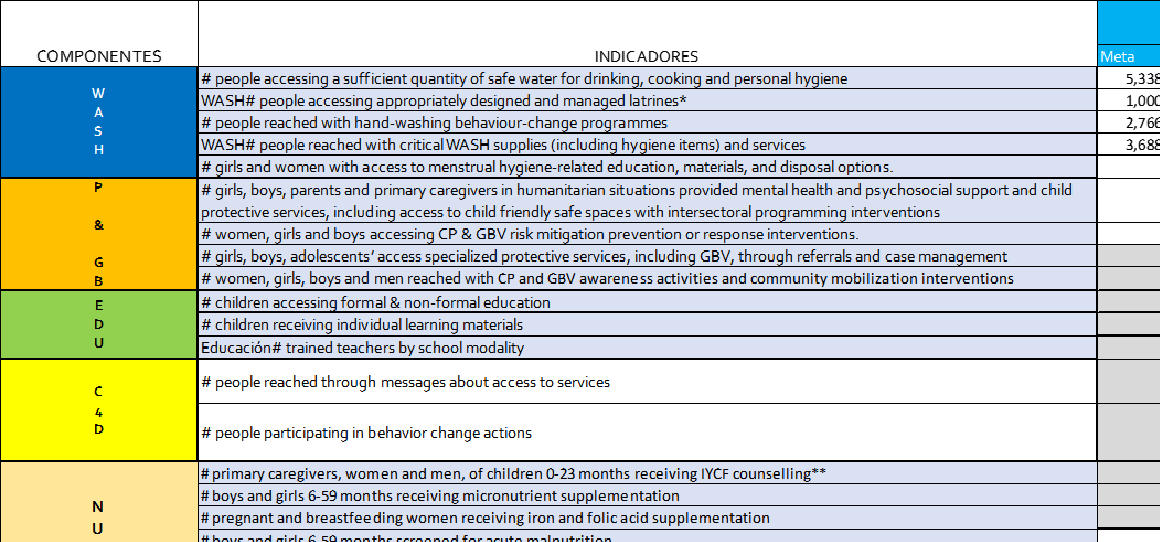 COMPONENTES
INDICADORES
Meta
W
A
S
H
# people accessing a sufficient quantity of safe water for drinking, cooking and personal hygiene
WASH# people accessing appropriately designed and managed latrines*
1,000
# people reached with hand-washing behaviour-change programmes
WASH# people reached with critical WASH supplies (including hygiene items) and services
# girls and women with access to menstrual hygiene-related education, materials, and disposal options.
P
&
G
B
# girls, boys, parents and primary caregivers in humanitarian situations provided mental health and psychosocial support and child
protective services, including access to child friendly safe spaces with intersectoral programming interventions
# women, girls and boys accessing CP & GBV risk mitigation prevention or response interventions.
# girls, boys, adolescents' access specialized protective services, including GBV, through referrals and case management
# women, girls, boys and men reached with CP and GBV awareness activities and community mobilization interventions
E
D
U
# children accessing formal & non-formal education
# children receiving individual learning materials
Educación# trained teachers by school modality
C
4
D
# people reached through messages about access to services
# people participating in behavior change actions
N
U
# primary caregivers, women and men, of children 0-23 months receiving IYCF counselling**
# boys and girls 6-59 months receiving micronutrient supplementation
# pregnant and breastfeeding women receiving iron and folic acid supplementation
# boys and girls 6-59 months screened for acute malnutrition